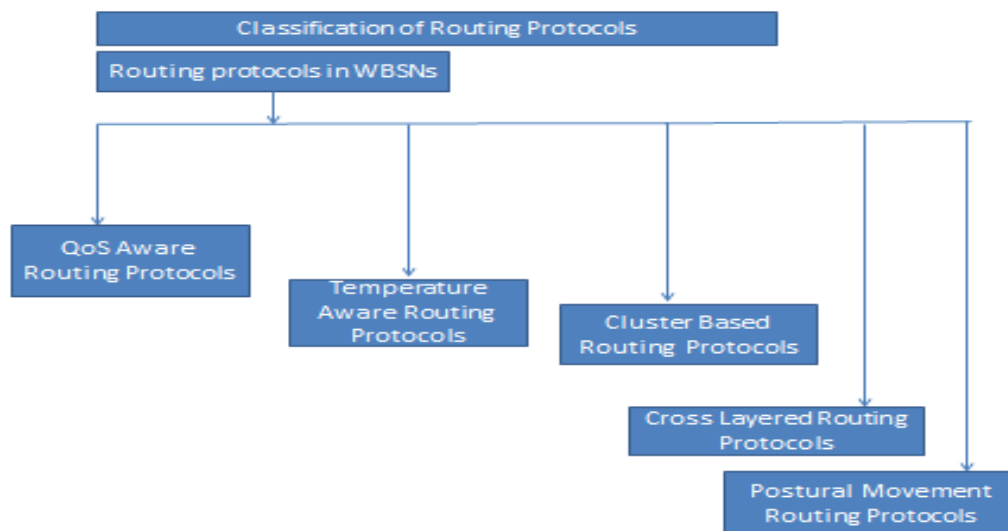 Classification of Routing Protocols
Routing protocols in WBSNs
QoS Aware
Routing Protocols
Temperature
Aware Routing
Protocols
Cluster Based
Routing Protocols
Cross Layered Routing
Protocols
Postural Movement
Routing Protocols